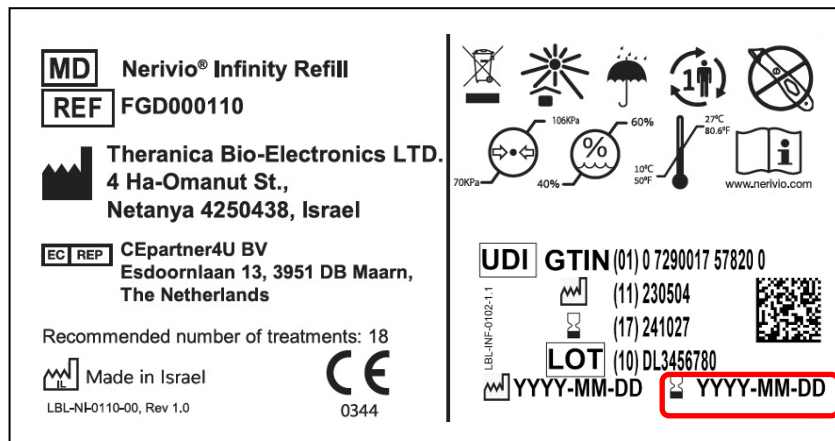 MD Nerivio® Infinity Refill
REF FGD000110
Theranica Bio-Electronics LTD.
4 Ha-Omanut St.,
Netanya 4250438, Israel
EC REP CEpartner4U BV
Esdoornlaan 13, 3951 DB Maarn,
The Netherlands
Recommended number of treatments: 18
IL Made in Israel
CE
0344
LBL-NI-0110-00, Rev 1.0
1
106KPa
70KPa
%
60%
40%
27°C
80.6°F
10°C
50°F
i
www.nerivio.com
UDI GTIN (01) 0 7290017 57820 0
(11) 230504
(17) 241027
LOT (10) DL3456780
YYYY-MM-DD YYYY-MM-DD
LBL-INF-0102-1.1